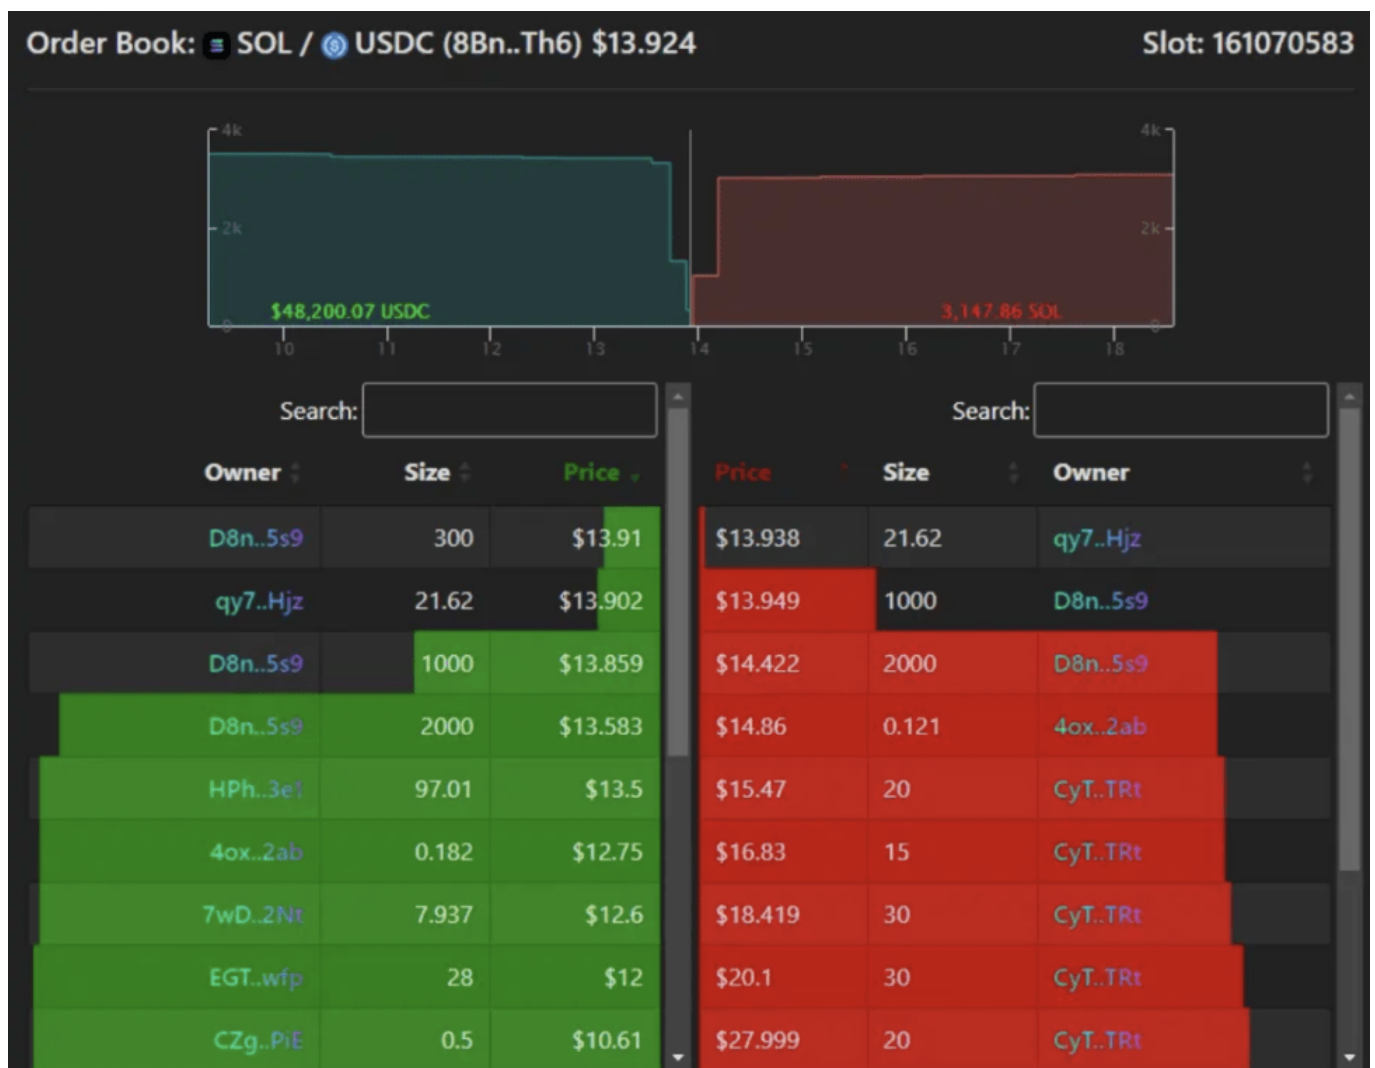 Order Book: SOL / USDC (8Bn..Th6) $13.924 Slot: 161070583
4k 4k
2k 2k
$48,200.07 USDC 3,147.86 SOL
0 0
10 11 12 13 14 15 16 17 18
Search: Search:
Owner Size Price Price Size Owner
D8n..5s9 300 $13.91 $13.938 21.62 qy7..Hjz
qy7..Hjz 21.62 $13.902 $13.949 1000 D8n..5s9
D8n..5s9 1000 $13.859 $14.422 2000 D8n..5s9
D8n..5s9 2000 $13.583 $14.86 0.121 4ox..2ab
HPh..3e1 97.01 $13.5 $15.47 20 CyT..TRt
4ox..2ab 0.182 $12.75 $16.83 15 CyT..TRt
7wD..2Nt 7.937 $12.6 $18.419 30 CyT..TRt
EGT..wfp 28 $12 $20.1 30 CyT..TRt
CZg..PiE 0.5 $10.61 $27.999 20 CyT..TRt